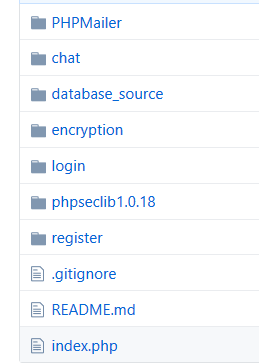 PHPMailer
chat
database_source
encryption
login
phpseclib1.0.18
register
.gitignore
README.md
index.php